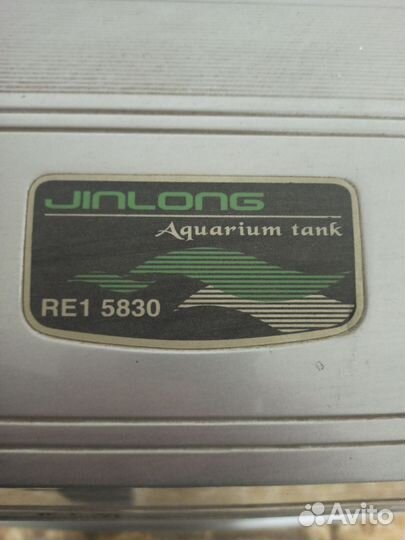 JINLONG
Aquarium tank
RE1 5830
Avito